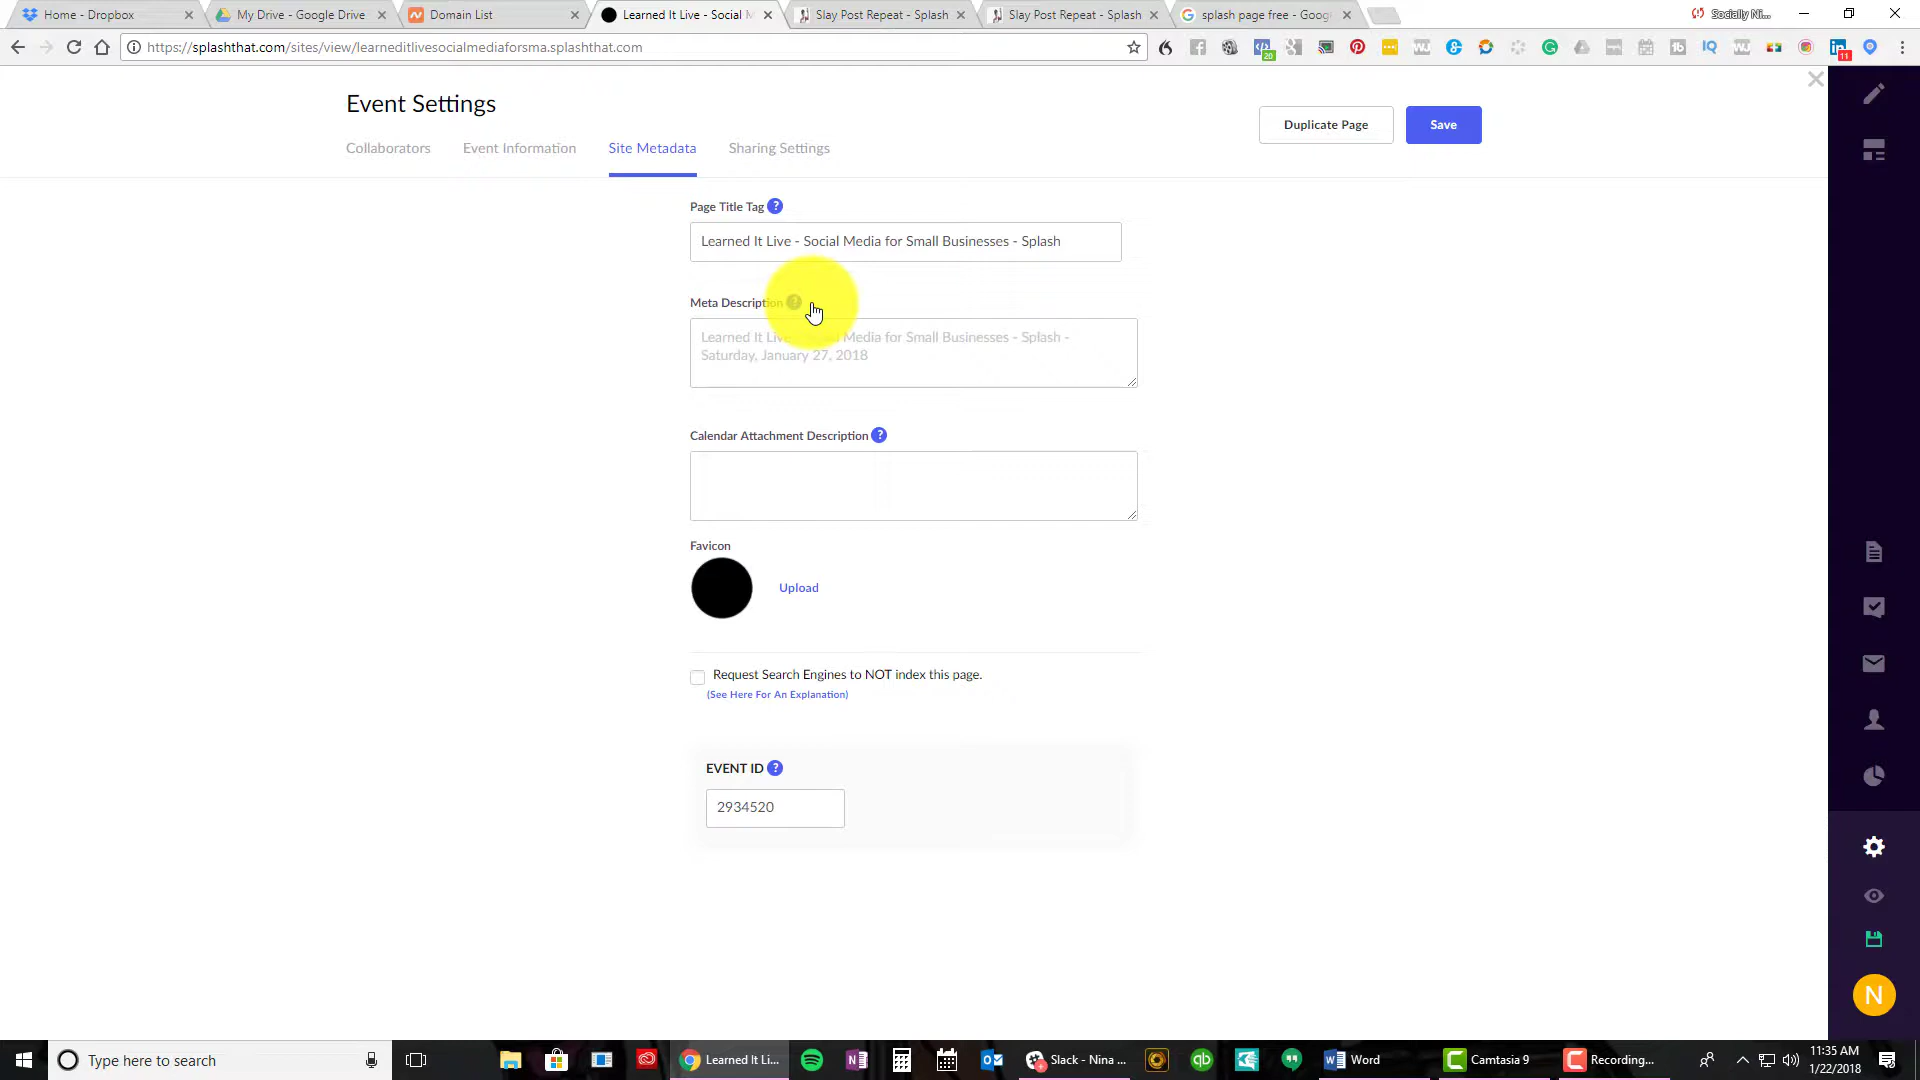 Home - Dropbox
My Drive - Google Drive
Domain List
Learned It Live - Social M
Slay Post Repeat - Splash
Slay Post Repeat - Splash
splash page free - Goog
Socially Ni...
https://splashthat.com/sites/view/learneditlivesocialmediaforsma.splashthat.com
Event Settings
Duplicate Page
Save
Collaborators
Event Information
Site Metadata
Sharing Settings
Page Title Tag ?
Learned It Live - Social Media for Small Businesses - Splash
Meta Description ?
Learned It Live Media for Small Businesses - Splash -
Saturday, January 27, 2018
Calendar Attachment Description ?
Favicon
Upload
Request Search Engines to NOT index this page.
(See Here For An Explanation)
EVENT ID ?
2934520
N
Type here to search
Learned It Li...
Slack - Nina ...
Word
Camtasia 9
Recording...
11:35 AM
1/22/2018